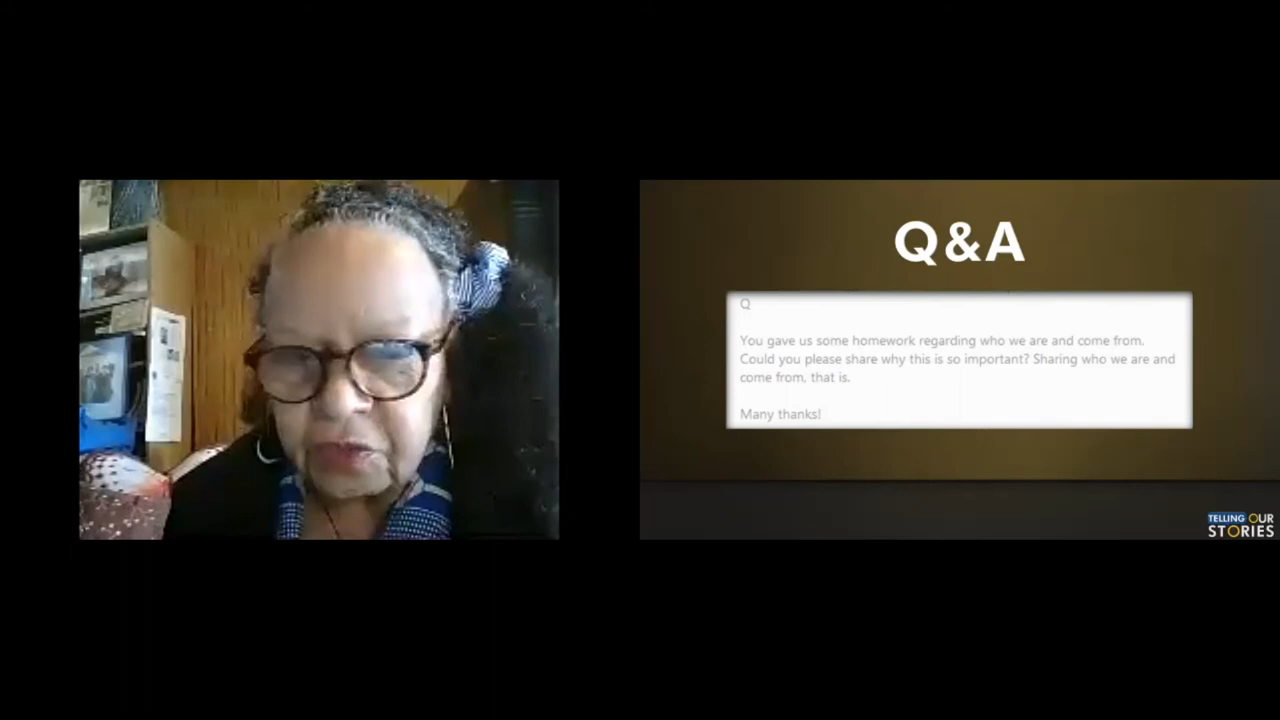 Q&A
Q
You gave us some homework regarding who we are and come from.
Could you please share why this is so important? Sharing who we are and
come from, that is.
Many thanks!
TELLING OUR
STORIES